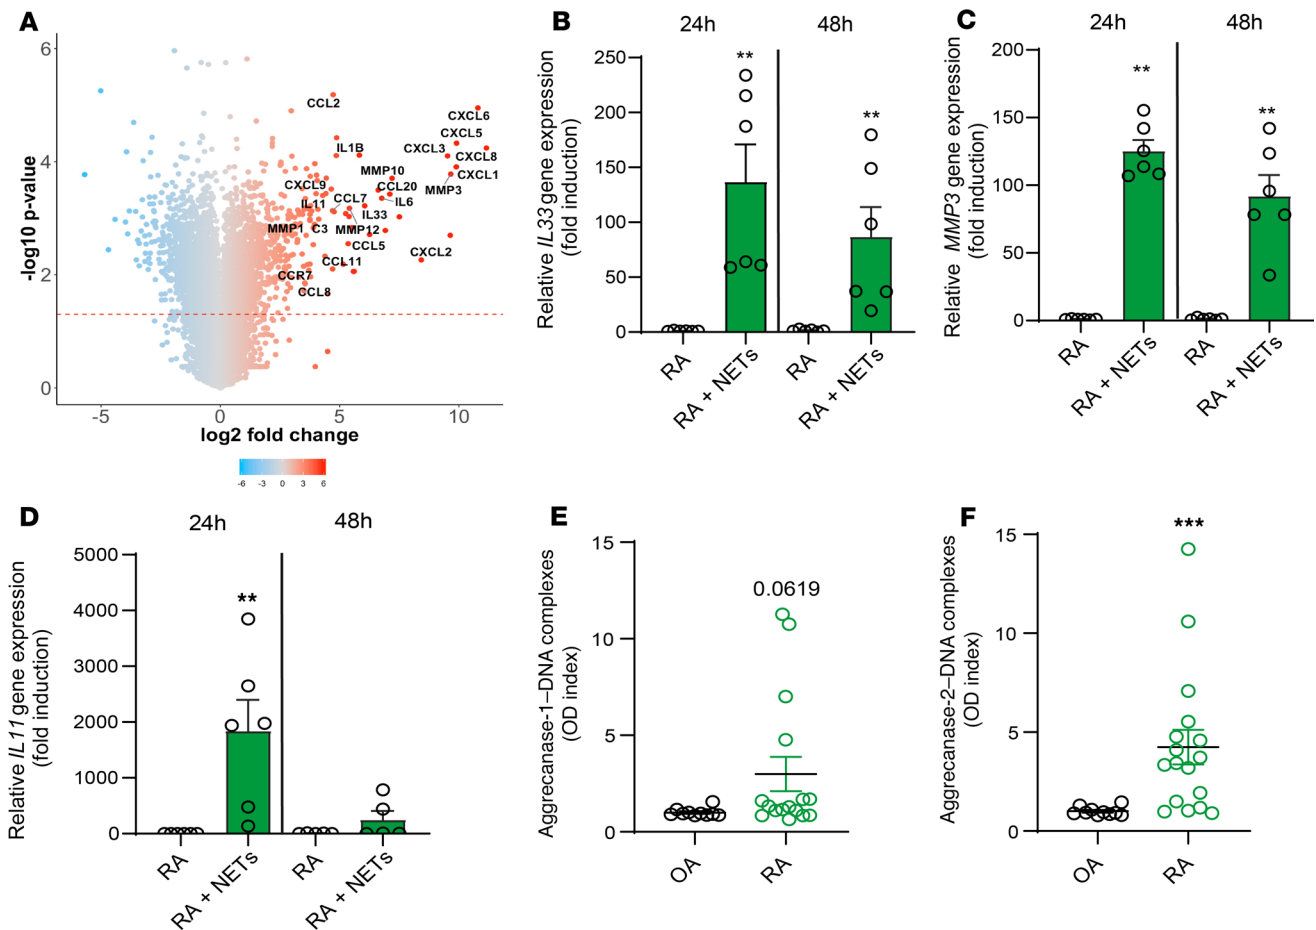 A
6
4
2
0
-log10 p-value
-5
0
5
10
log2 fold change
-6 -3 0 3 6
CCL2
CXCL6
CXCL5
IL1B
CXCL3
CXCL8
MMP10
CXCL1
CXCL9
CCL20
MMP3
IL11
CCL7
IL6
IL33
MMP1
C3
MMP12
CCL5
CXCL2
CCL11
CCR7
CCL8
B
24h
48h
Relative IL33 gene expression
(fold induction)
250
200
150
100
50
0
**
**
RA
RA + NETs
RA
RA + NETs
C
24h
48h
Relative MMP3 gene expression
(fold induction)
200
150
100
50
0
**
**
RA
RA + NETs
RA
RA + NETs
D
24h
48h
Relative IL11 gene expression
(fold induction)
5000
4000
3000
2000
1000
0
**
RA
RA + NETs
RA
RA + NETs
E
Aggrecanase-1–DNA complexes
(OD index)
15
10
5
0
0.0619
OA
RA
F
Aggrecanase-2–DNA complexes
(OD index)
15
10
5
0
***
OA
RA